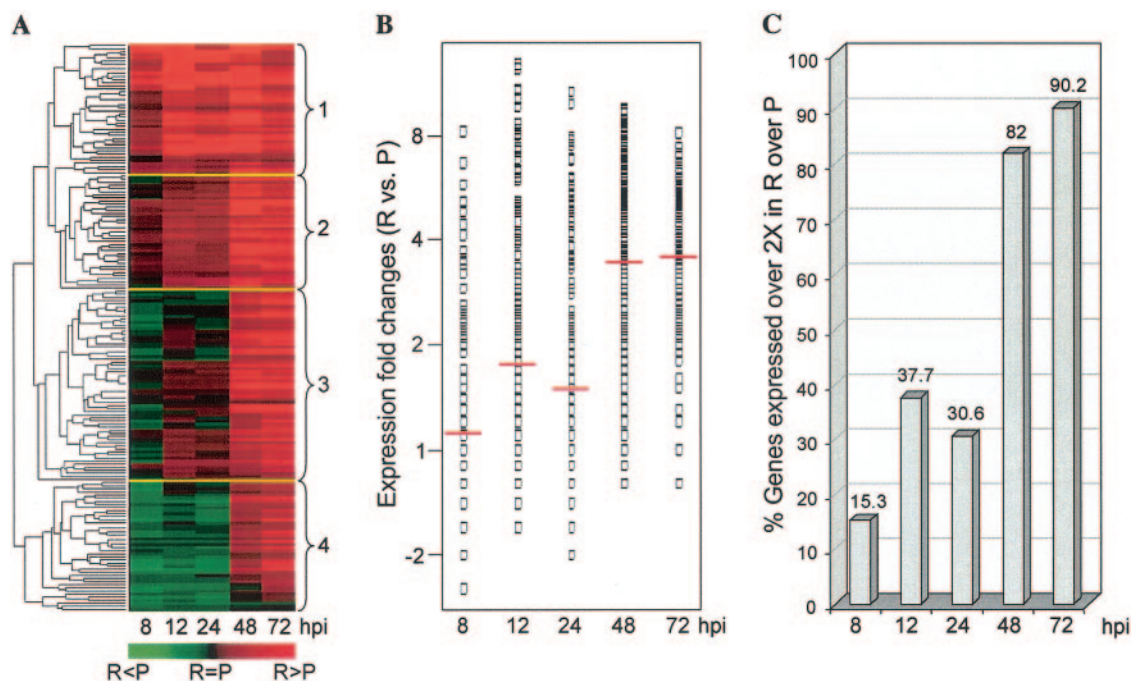 A
1
2
3
4
8 12 24 48 72 hpi
R<P R=P R>P
B
Expression fold changes (R vs. P)
8
4
2
1
-2
8 12 24 48 72 hpi
C
% Genes expressed over 2X in R over P
100
90
80
70
60
50
40
30
20
10
0
15.3
37.7
30.6
82
90.2
8 12 24 48 72 hpi